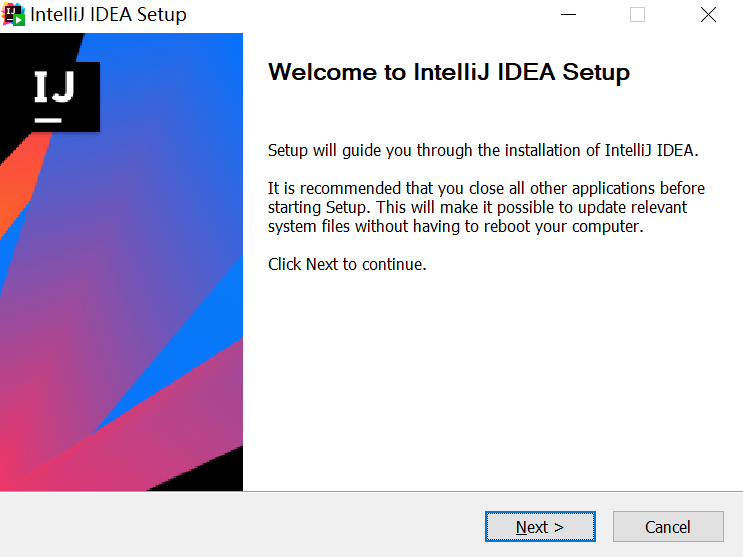 IntelliJ IDEA Setup
IJ
Welcome to IntelliJ IDEA Setup
Setup will guide you through the installation of IntelliJ IDEA.
It is recommended that you close all other applications before
starting Setup. This will make it possible to update relevant
system files without having to reboot your computer.
Click Next to continue.
Next >
Cancel